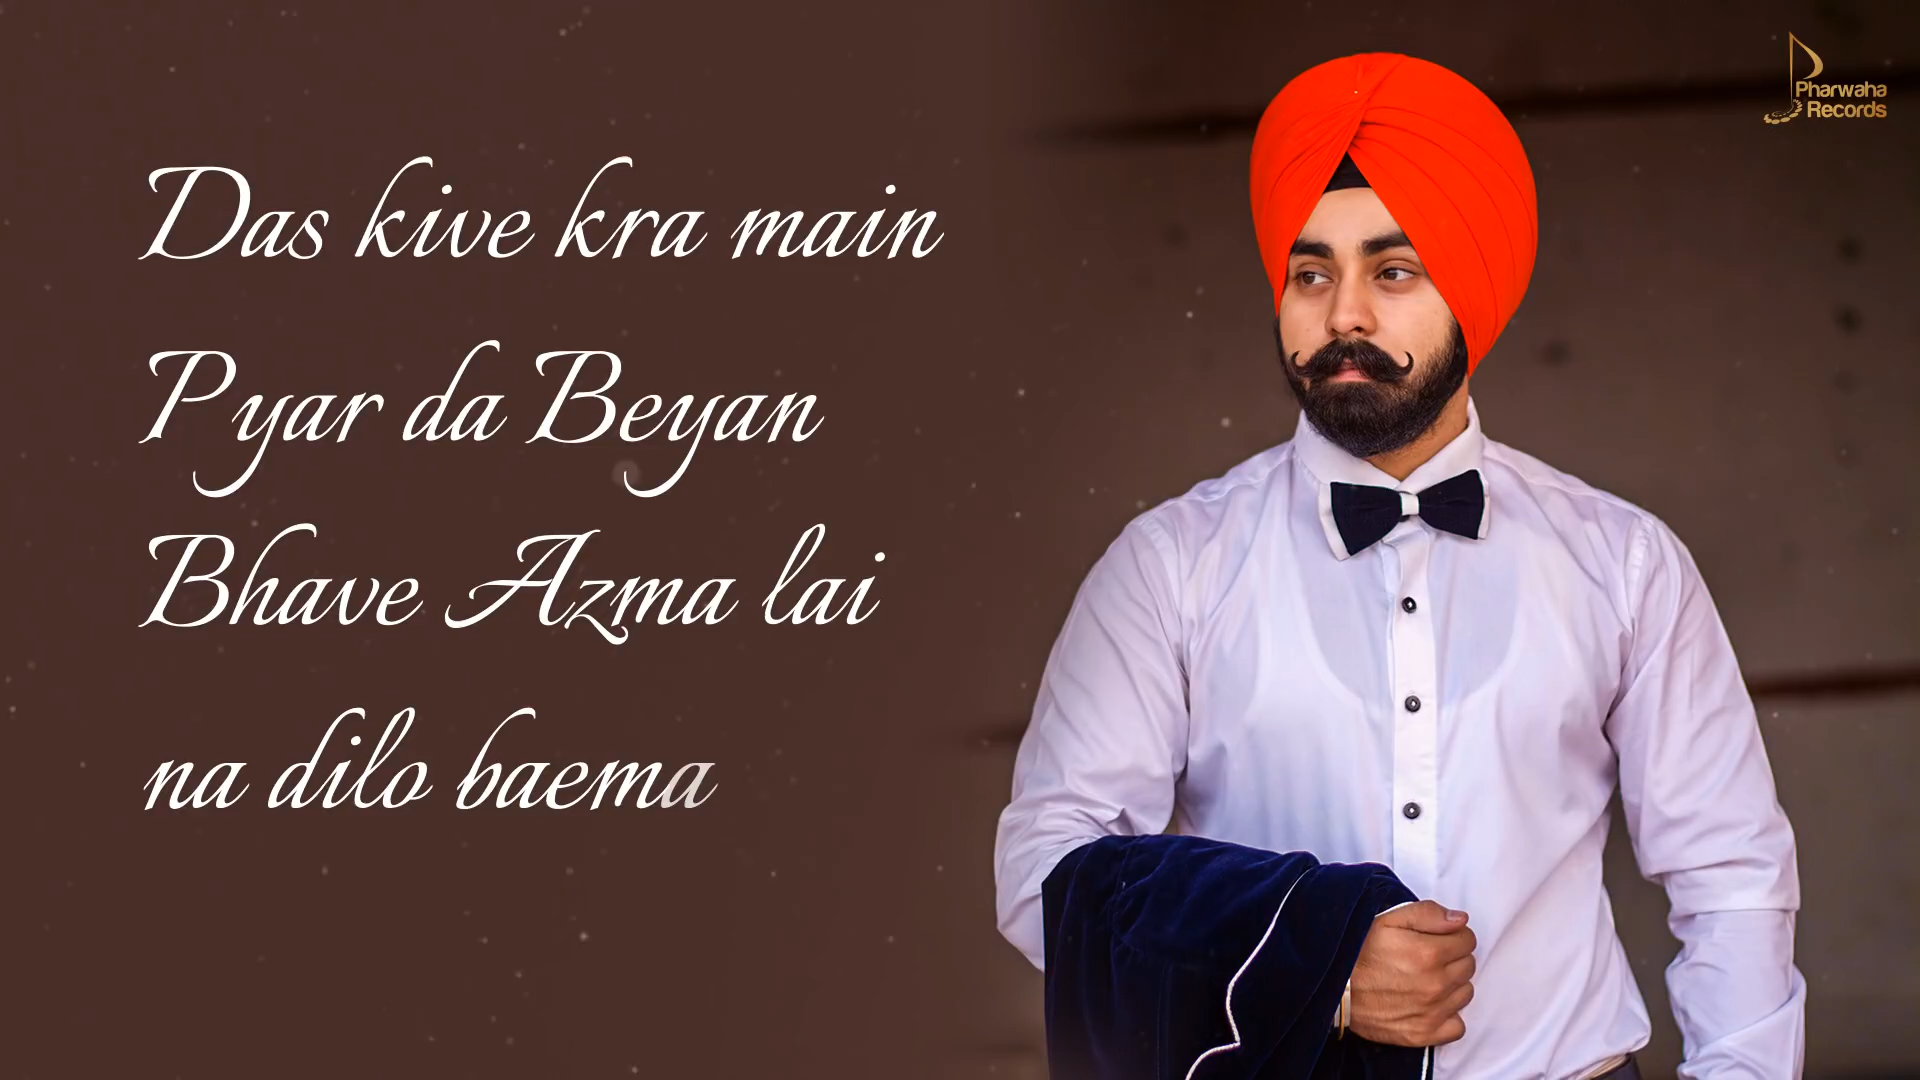 Das kive kra main
Pyar da Beyan
Bhave Azma lai
na dilo baema
Pharwaha
Records